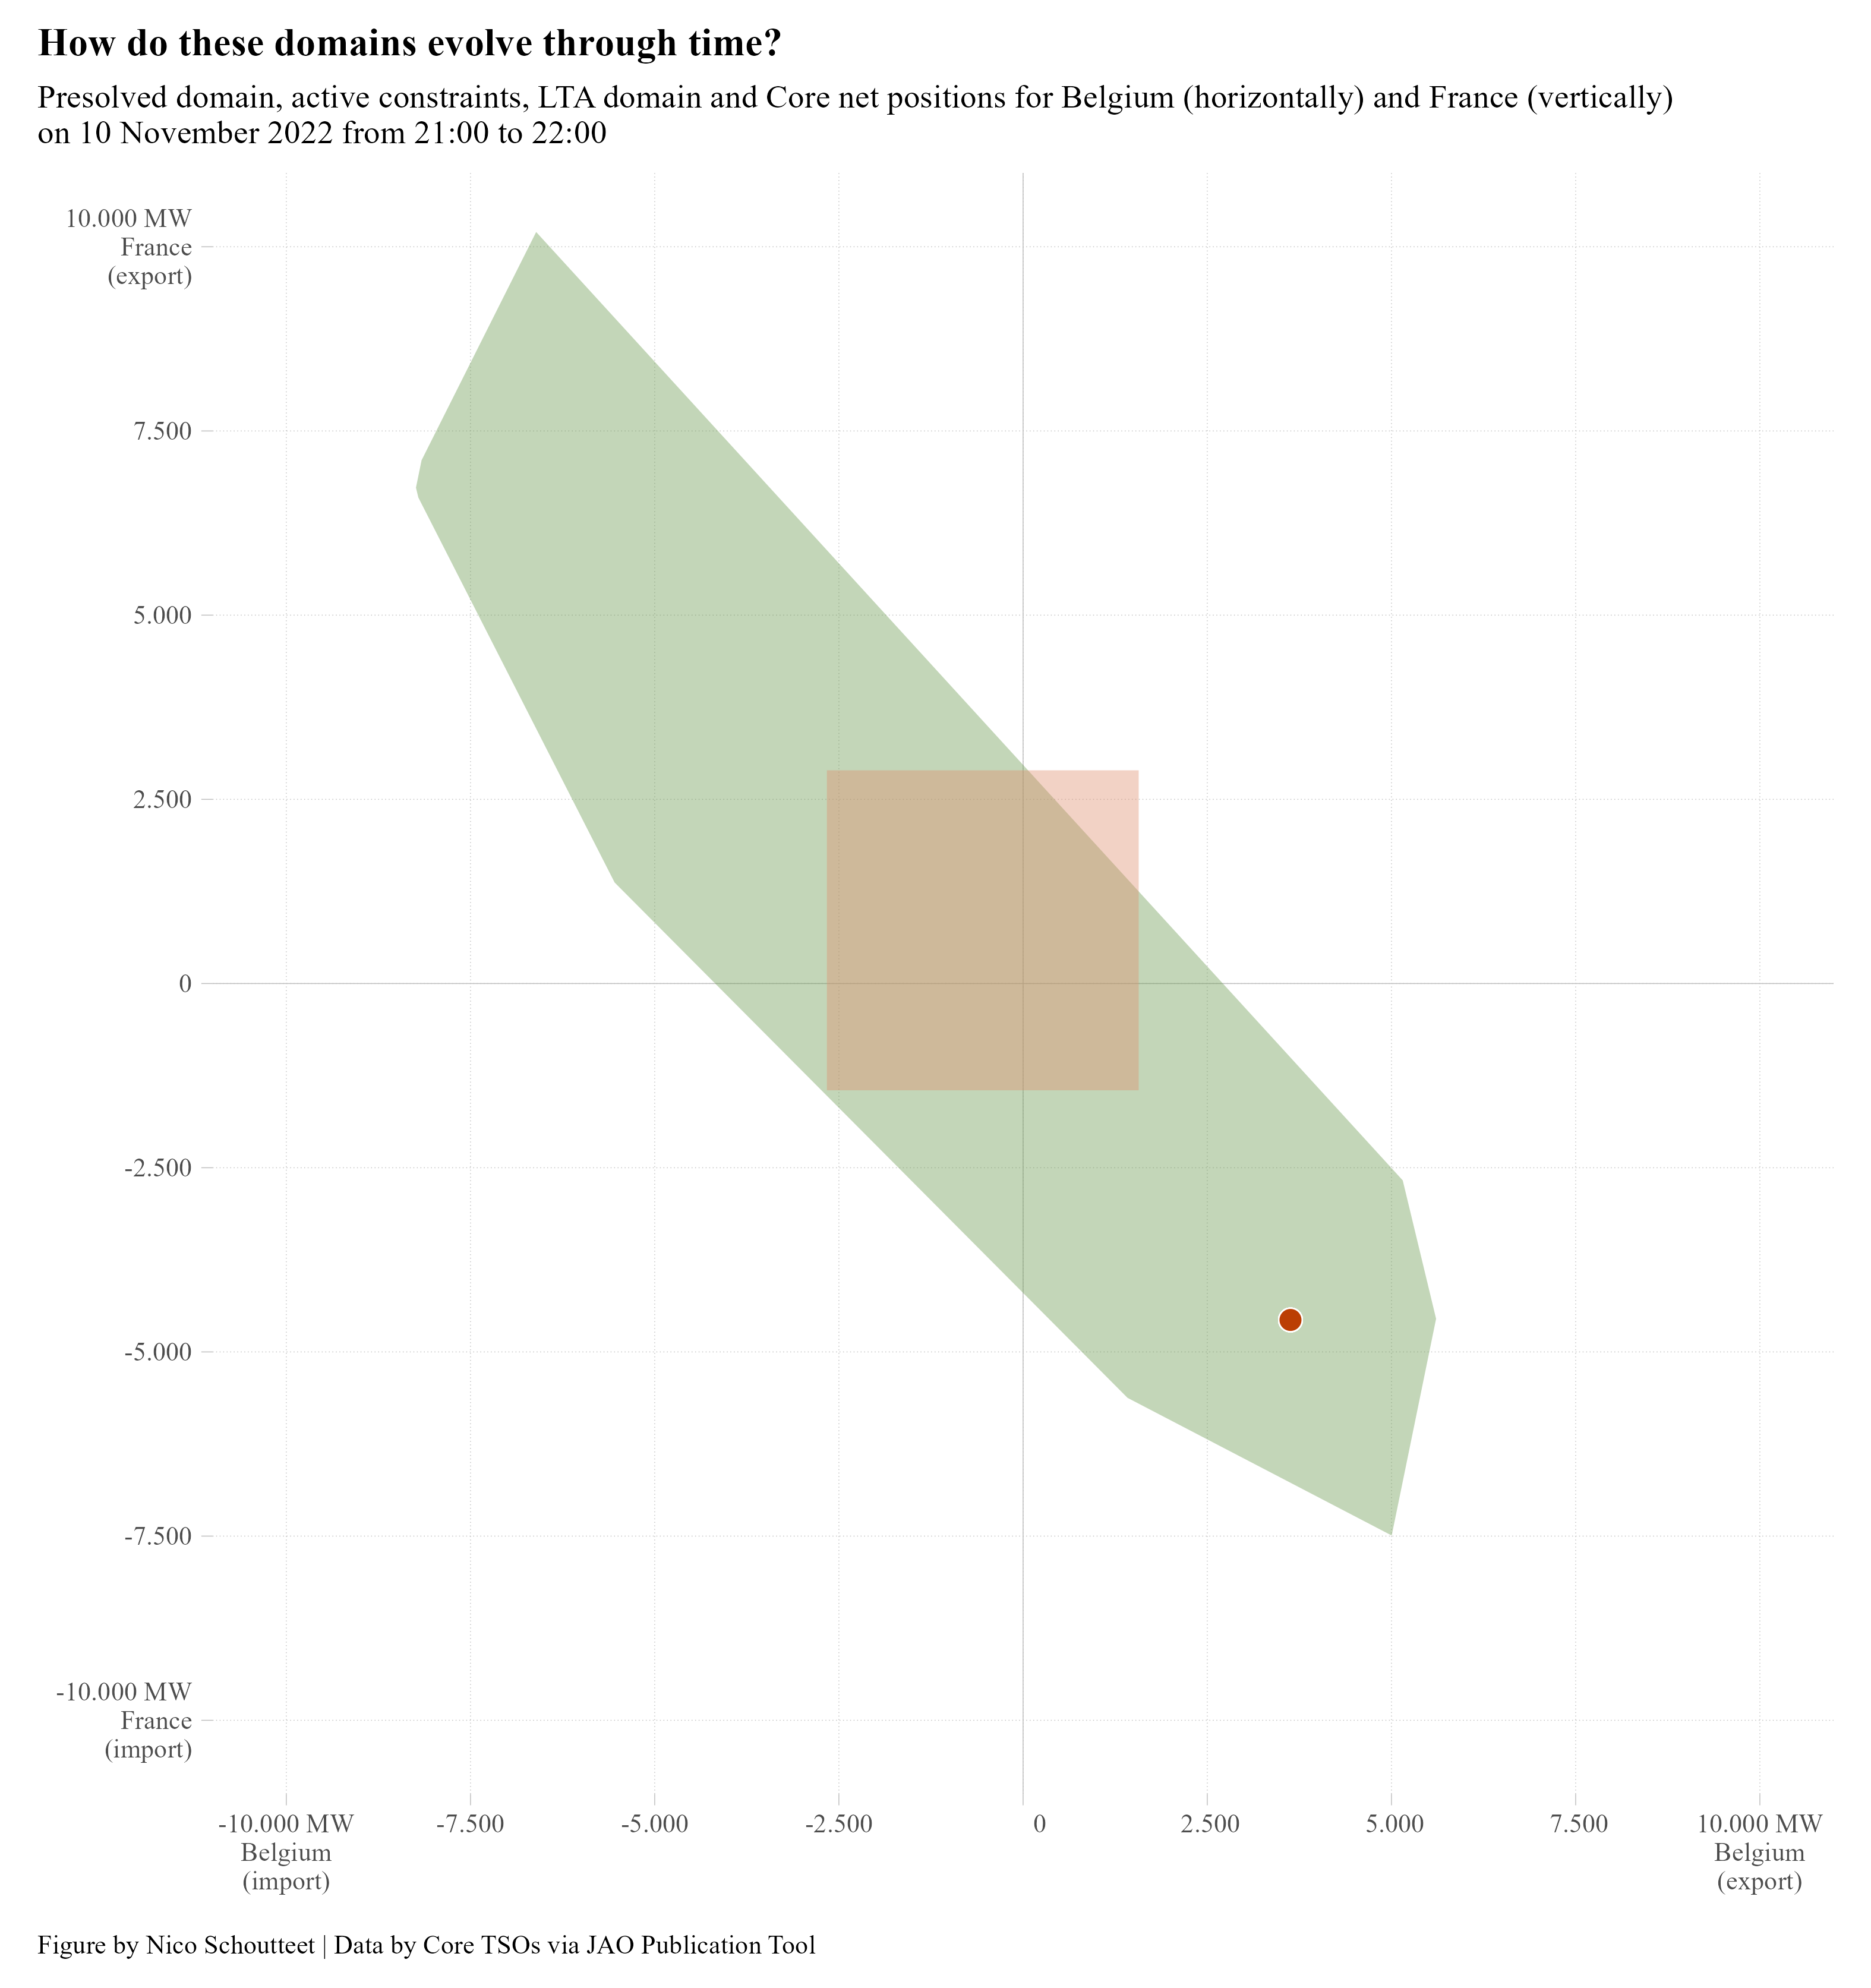 How do these domains evolve through time?
Presolved domain, active constraints, LTA domain and Core net positions for Belgium (horizontally) and France (vertically)
on 10 November 2022 from 21:00 to 22:00
10.000 MW
France
(export)
7.500
5.000
2.500
0
-2.500
-5.000
-7.500
-10.000 MW
France
(import)
-10.000 MW
Belgium
(import)
-7.500
-5.000
-2.500
0
2.500
5.000
7.500
10.000 MW
Belgium
(export)
Figure by Nico Schoutteet | Data by Core TSOs via JAO Publication Tool